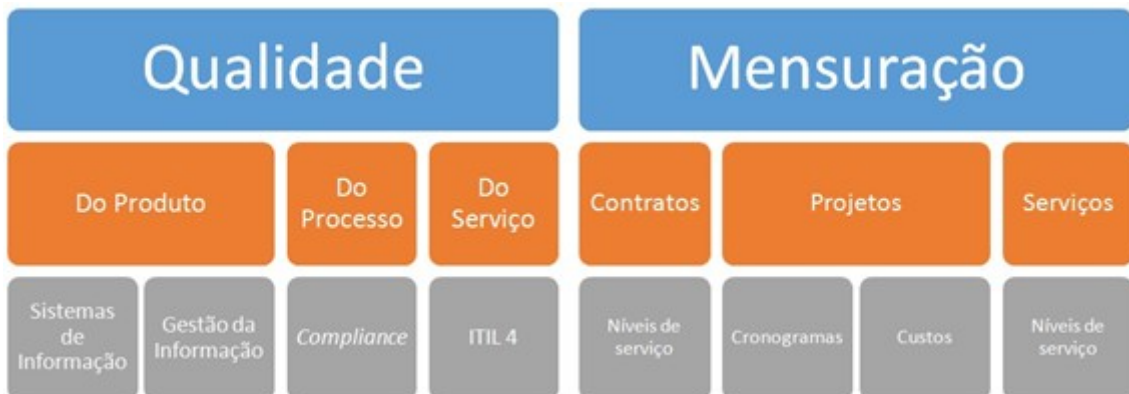 Qualidade
Mensuração
Do Produto
Do
Processo
Do
Serviço
Contratos
Projetos
Serviços
Sistemas
de
Informação
Gestão da
Informação
Compliance
ITIL 4
Níveis de
serviço
Cronogramas
Custos
Níveis de
serviço